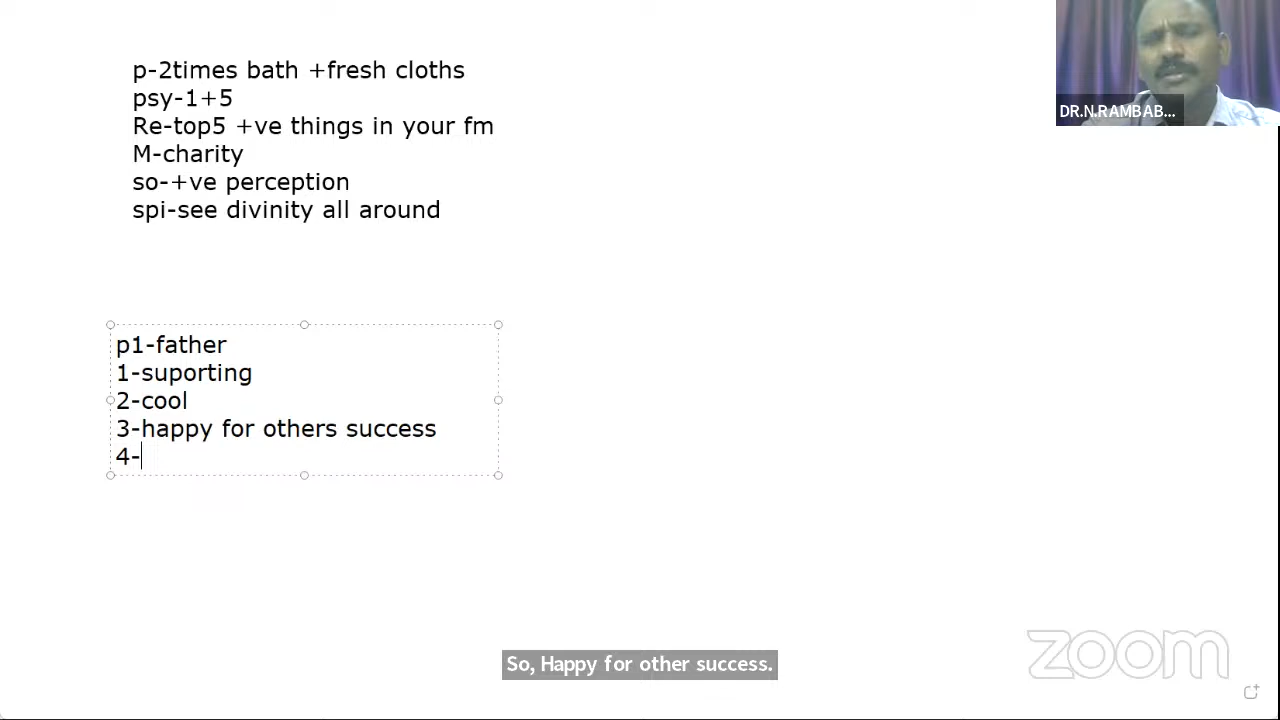 p-2times bath +fresh cloths
psy-1+5
Re-top5 +ve things in your fm
M-charity
so-+ve perception
spi-see divinity all around
DR.N.RAMBAB...
p1-father
1-suporting
2-cool
3-happy for others success
4-
So, Happy for other success.
zoom